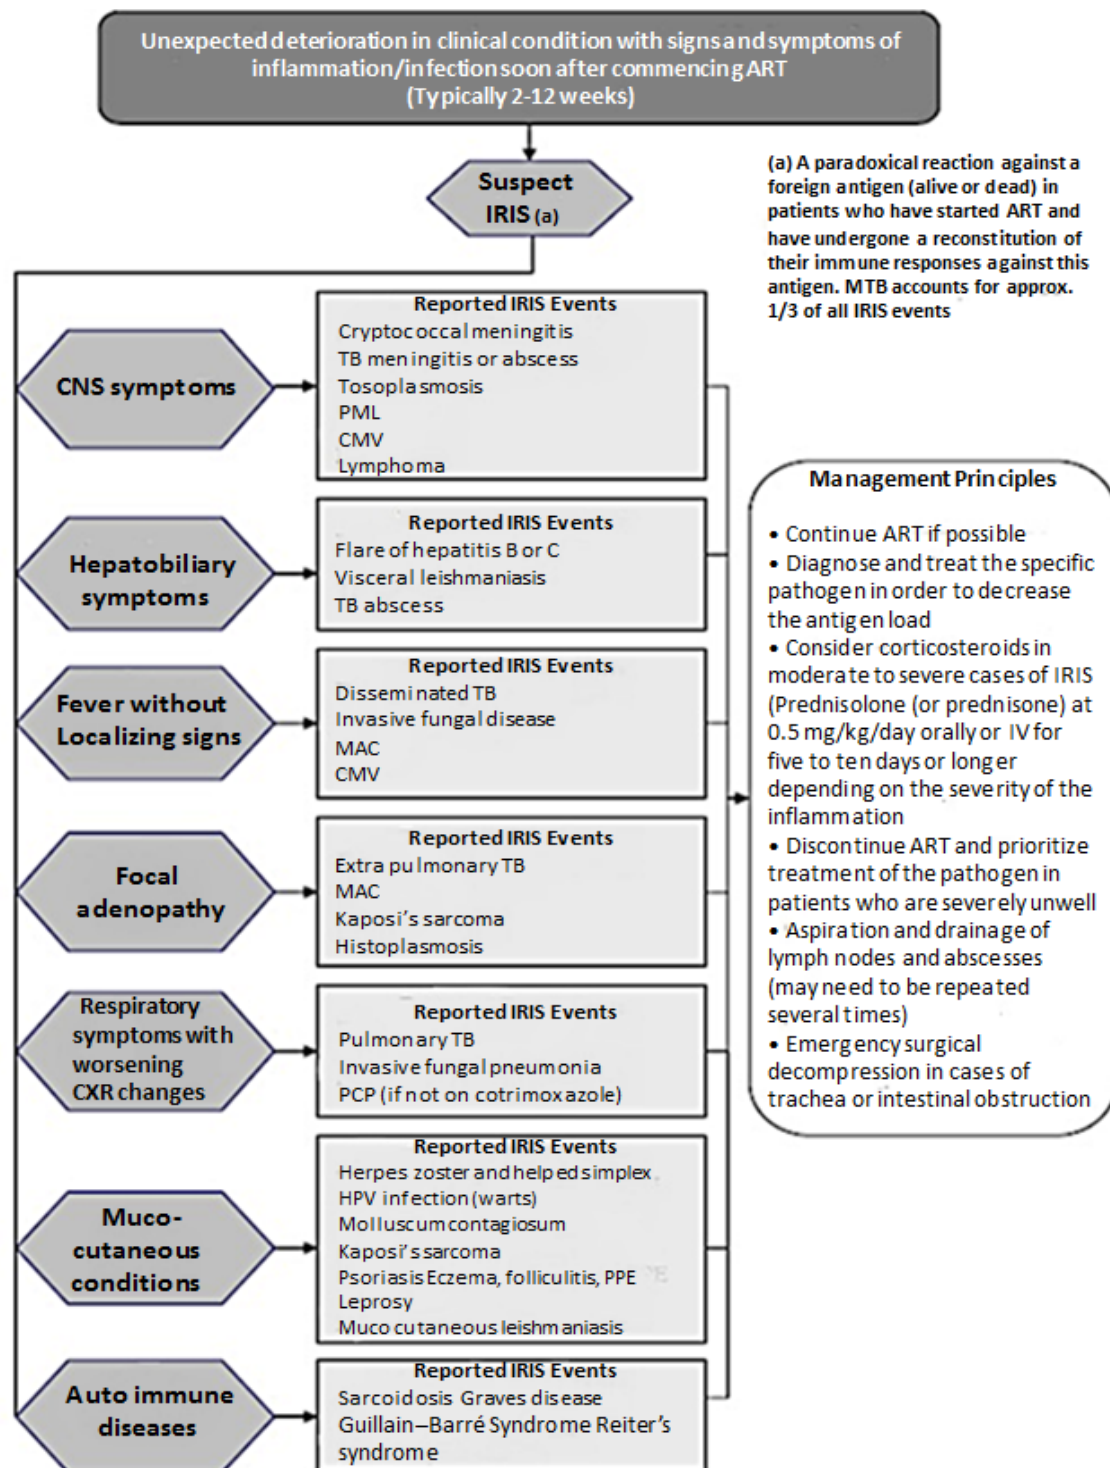 Unexpected deterioration in clinical condition with signs and symptoms of
inflammation/infection soon after commencing ART
(Typically 2-12 weeks)
Suspect
IRIS (a)
(a) A paradoxical reaction against a
foreign antigen (alive or dead) in
patients who have started ART and
have undergone a reconstitution of
their immune responses against this
antigen. MTB accounts for approx.
1/3 of all IRIS events
CNS symptoms
Reported IRIS Events
Cryptococcal meningitis
TB meningitis or abscess
Tosoplasmosis
PML
CMV
Lymphoma
Hepatobiliary
symptoms
Reported IRIS Events
Flare of hepatitis B or C
Visceral leishmaniasis
TB abscess
Fever without
Localizing signs
Reported IRIS Events
Disseminated TB
Invasive fungal disease
MAC
CMV
Focal
adenopathy
Reported IRIS Events
Extra pulmonary TB
MAC
Kaposi's sarcoma
Histoplasmosis
Respiratory
symptoms with
worsening
CXR changes
Reported IRIS Events
Pulmonary TB
Invasive fungal pneumonia
PCP (if not on cotrimoxazole)
Muco-
cutaneous
conditions
Reported IRIS Events
Herpes zoster and helped simplex
HPV infection (warts)
Molluscum contagiosum
Kaposi's sarcoma
Psoriasis Eczema, folliculitis, PPE
Leprosy
Muco cutaneous leishmaniasis
Auto immune
diseases
Reported IRIS Events
Sarcoidosis Graves disease
Guillain–Barré Syndrome Reiter's
syndrome
Management Principles
• Continue ART if possible
• Diagnose and treat the specific
pathogen in order to decrease
the antigen load
• Consider corticosteroids in
moderate to severe cases of IRIS
(Prednisolone (or prednisone) at
0.5 mg/kg/day orally or IV for
five to ten days or longer
depending on the severity of the
inflammation
• Discontinue ART and prioritize
treatment of the pathogen in
patients who are severely unwell
• Aspiration and drainage of
lymph nodes and abscesses
(may need to be repeated
several times)
• Emergency surgical
decompression in cases of
trachea or intestinal obstruction